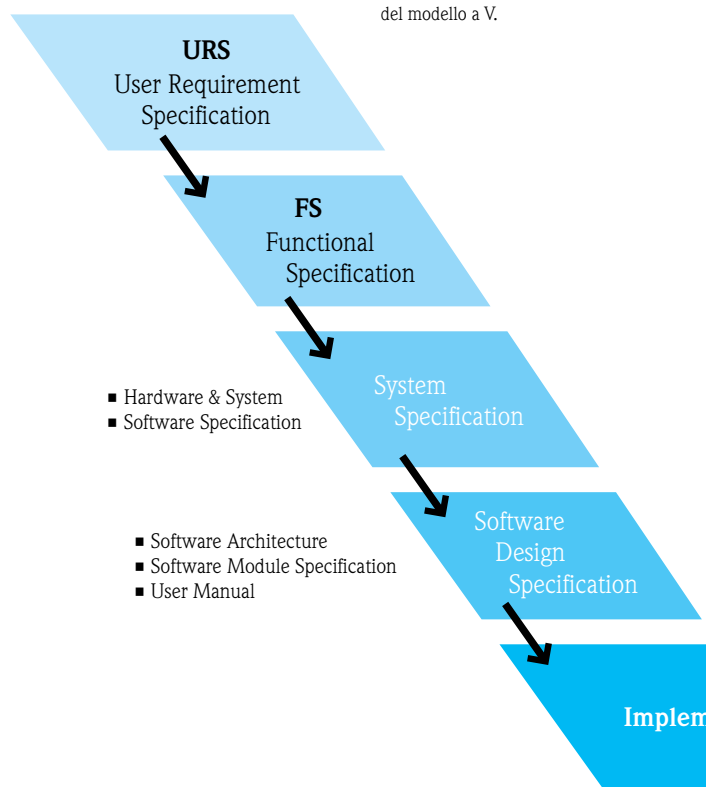 del modello a V.
URS
User Requirement
Specification
FS
Functional
Specification
System
Specification
■ Hardware & System
■ Software Specification
Software
Design
Specification
■ Software Architecture
■ Software Module Specification
■ User Manual
Implem